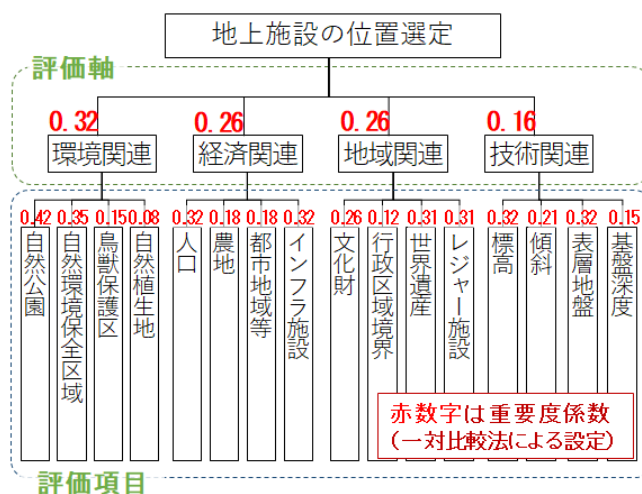 地上施設の位置選定
評価軸
0.32
0.26
0.26
0.16
環境関連
経済関連
地域関連
技術関連
0.42
0.35
0.15
0.08
0.32
0.18
0.18
0.32
0.26
0.12
0.31
0.31
0.32
0.21
0.32
0.15
自然公園
自然環境保全区域
鳥獣保護区
自然植生地
人口
農地
都市地域等
インフラ施設
文化財
行政区域境界
世界遺産
レジャー施設
標高
傾斜
表層地盤
基盤深度
赤数字は重要度係数
（一対比較法による設定）
評価項目